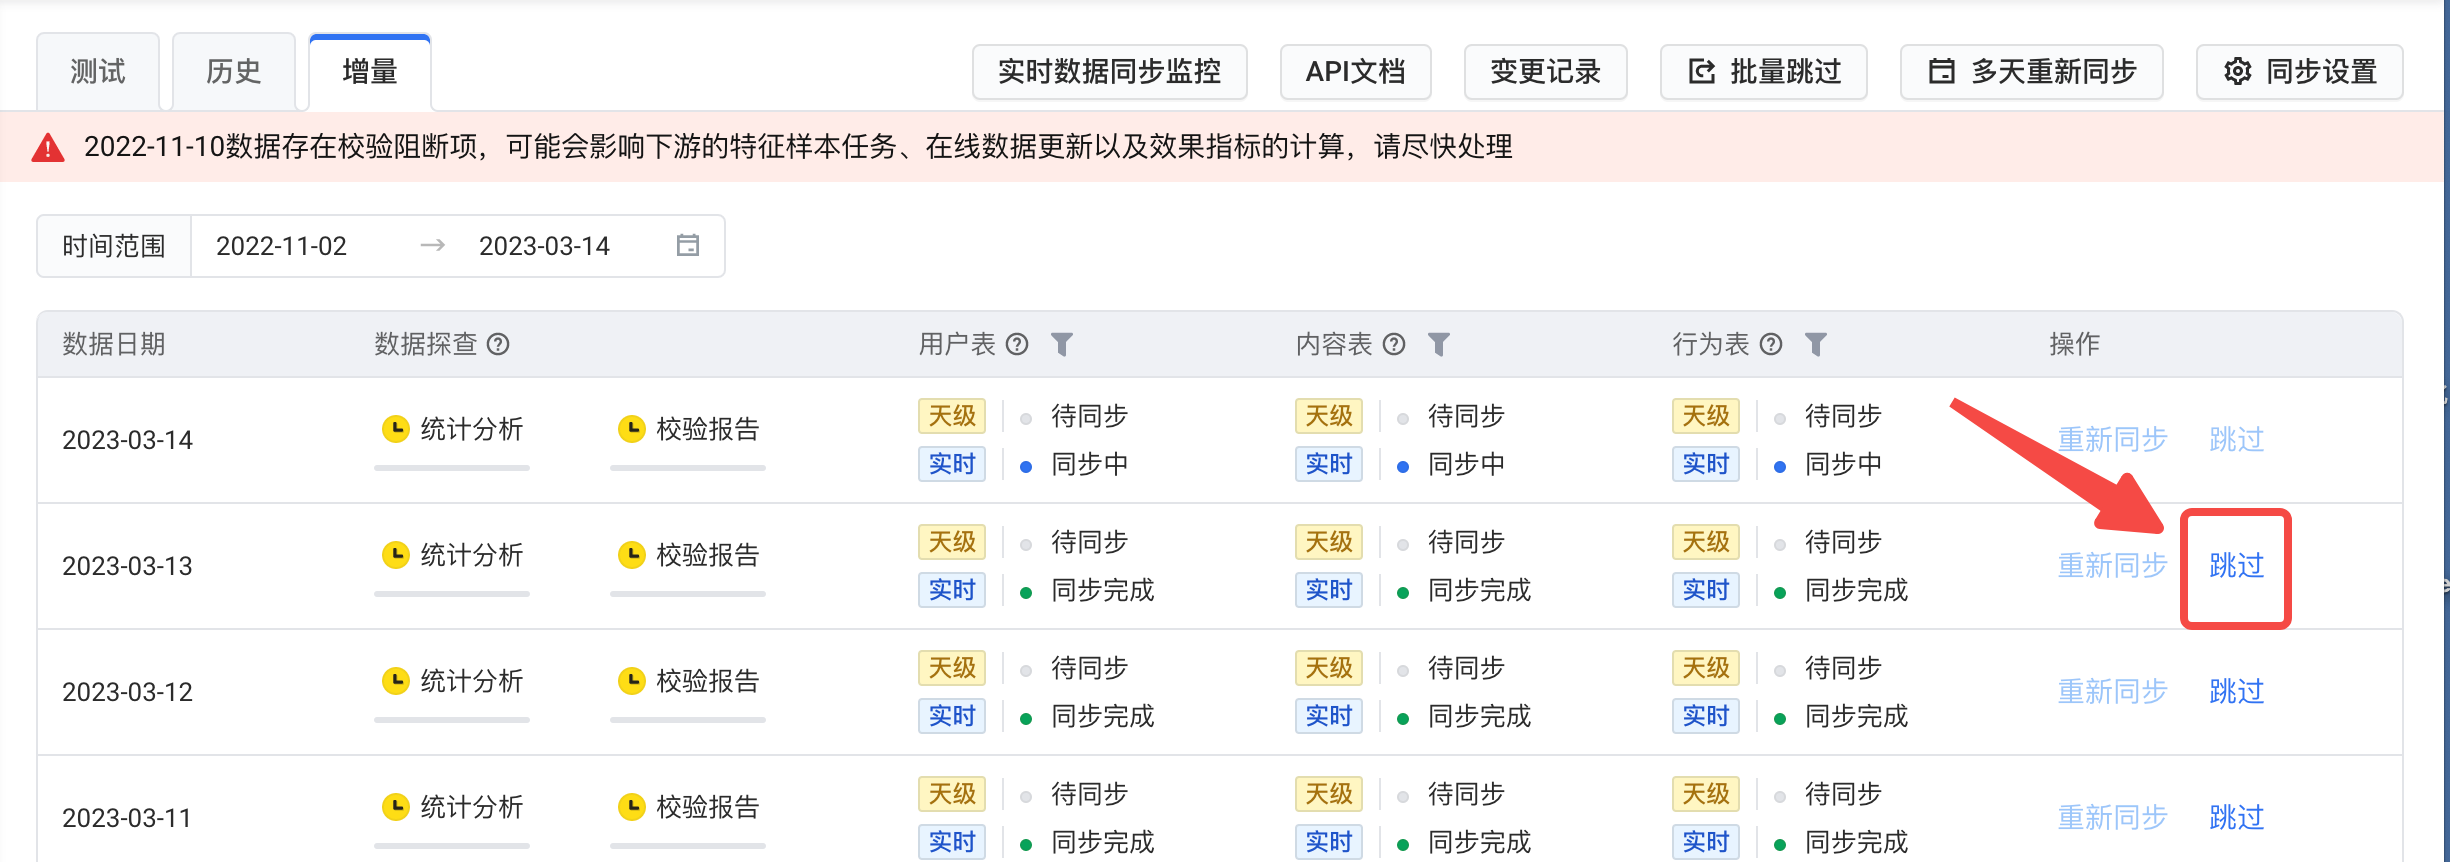 测试 历史 增量 实时数据同步监控 API文档 变更记录 批量跳过 多天重新同步 同步设置
2022-11-10数据存在校验阻断项，可能会影响下游的特征样本任务、在线数据更新以及效果指标的计算，请尽快处理
时间范围 2022-11-02 → 2023-03-14
数据日期 数据探查 用户表 内容表 行为表 操作
天级 待同步 天级 待同步 天级 待同步
2023-03-14 统计分析 校验报告 重新同步 跳过
实时 同步中 实时 同步中 实时 同步中
天级 待同步 天级 待同步 天级 待同步
2023-03-13 统计分析 校验报告 重新同步 跳过
实时 同步完成 实时 同步完成 实时 同步完成
天级 待同步 天级 待同步 天级 待同步
2023-03-12 统计分析 校验报告 重新同步 跳过
实时 同步完成 实时 同步完成 实时 同步完成
天级 待同步 天级 待同步 天级 待同步
2023-03-11 统计分析 校验报告 重新同步 跳过
实时 同步完成 实时 同步完成 实时 同步完成